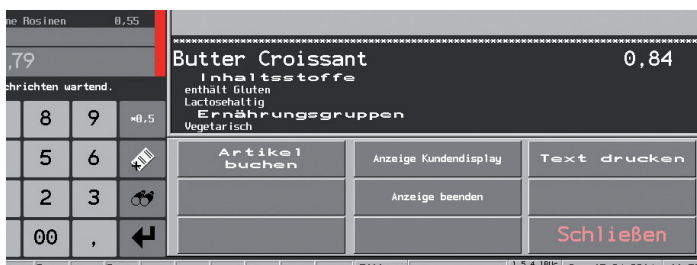 ne Rosinen 0,55
,79
chrichten wartend.
8 9 *0,5
5 6
2 3
00 ,
Butter Croissant 0,84
Inhaltsstoffe
enthält Gluten
Lactosehaltig
Ernährungsgruppen
Vegetarisch
Artikel buchen
Anzeige Kundendisplay
Text drucken
Anzeige beenden
Schließen